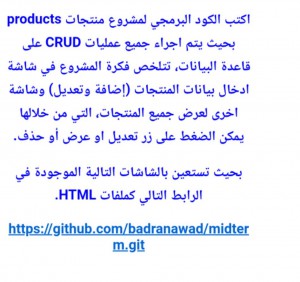 اكتب الكود البرمجي لمشروع منتجات products
بحيث يتم اجراء جميع عمليات CRUD على
قاعدة البيانات، تتلخص فكرة المشروع في شاشة
ادخال بيانات المنتجات (إضافة وتعديل) وشاشة
اخرى لعرض جميع المنتجات، التي من خلالها
يمكن الضغط على زر تعديل او عرض أو حذف.
بحيث تستعين بالشاشات التالية الموجودة في
الرابط التالي كملفات HTML.
https://github.com/badranawad/midter
m.git